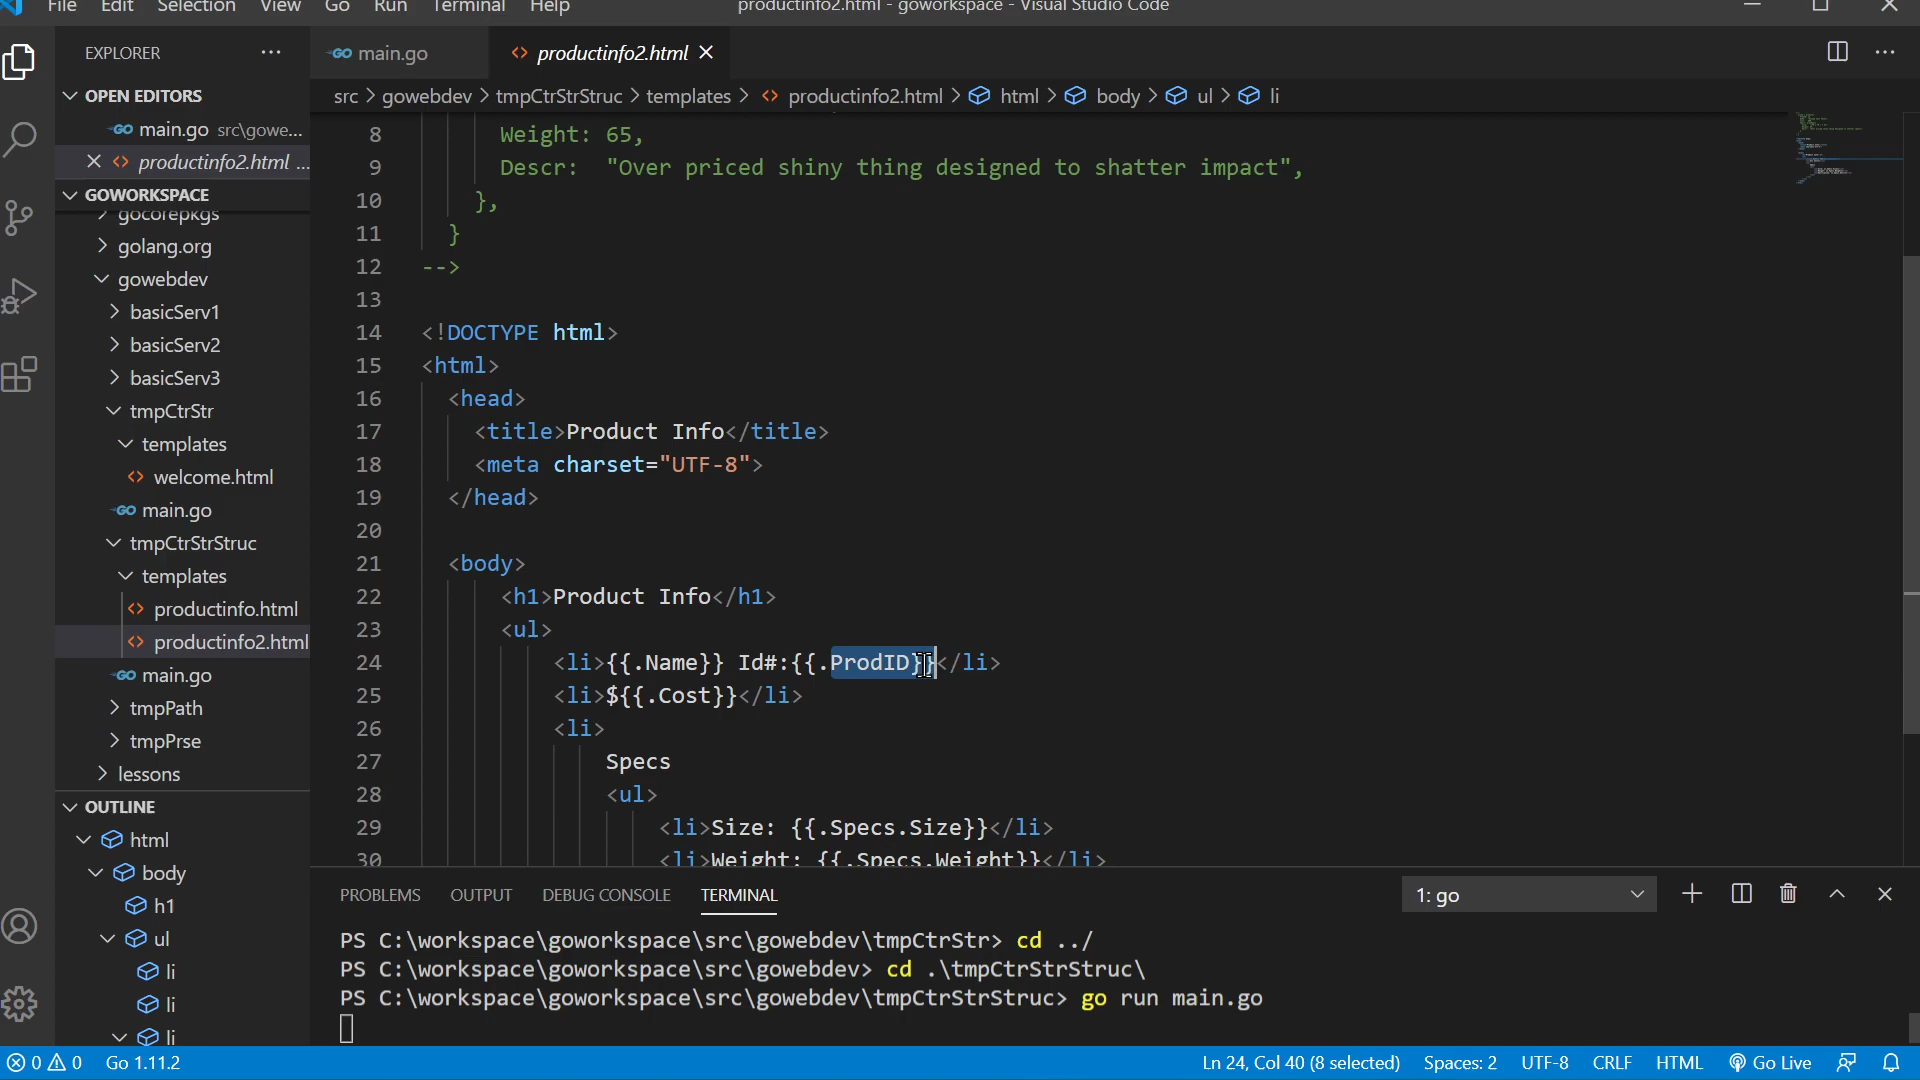 File Edit Selection View Go Run Terminal Help productinfo2.html - goworkspace - Visual Studio Code
EXPLORER ...
GO main.go
<> productinfo2.html
OPEN EDITORS
src > gowebdev > tmpCtrStrStruc > templates > <> productinfo2.html > html > body > ul > li
GO main.go src\gowe...
<> productinfo2.html ...
GOWORKSPACE
gocorepkgs
golang.org
gowebdev
basicServ1
basicServ2
basicServ3
tmpCtrStr
templates
<> welcome.html
GO main.go
tmpCtrStrStruc
templates
<> productinfo.html
<> productinfo2.html
GO main.go
tmpPath
tmpPrse
lessons
OUTLINE
html
body
h1
ul
li
li
li
8 Weight: 65,
9 Descr: "Over priced shiny thing designed to shatter impact",
10 },
11 }
12 -->
13
14 <!DOCTYPE html>
15 <html>
16 <head>
17 <title>Product Info</title>
18 <meta charset="UTF-8">
19 </head>
20
21 <body>
22 <h1>Product Info</h1>
23 <ul>
24 <li>{{.Name}} Id#:{{.ProdID}}</li>
25 <li>${{.Cost}}</li>
26 <li>
27 Specs
28 <ul>
29 <li>Size: {{.Specs.Size}}</li>
30 <li>Weight: {{.Specs.Weight}}</li>
PROBLEMS OUTPUT DEBUG CONSOLE TERMINAL 1: go
PS C:\workspace\goworkspace\src\gowebdev\tmpCtrStr> cd ../
PS C:\workspace\goworkspace\src\gowebdev> cd .\tmpCtrStrStruc\
PS C:\workspace\goworkspace\src\gowebdev\tmpCtrStrStruc> go run main.go
0 0 Go 1.11.2 Ln 24, Col 40 (8 selected) Spaces: 2 UTF-8 CRLF HTML Go Live